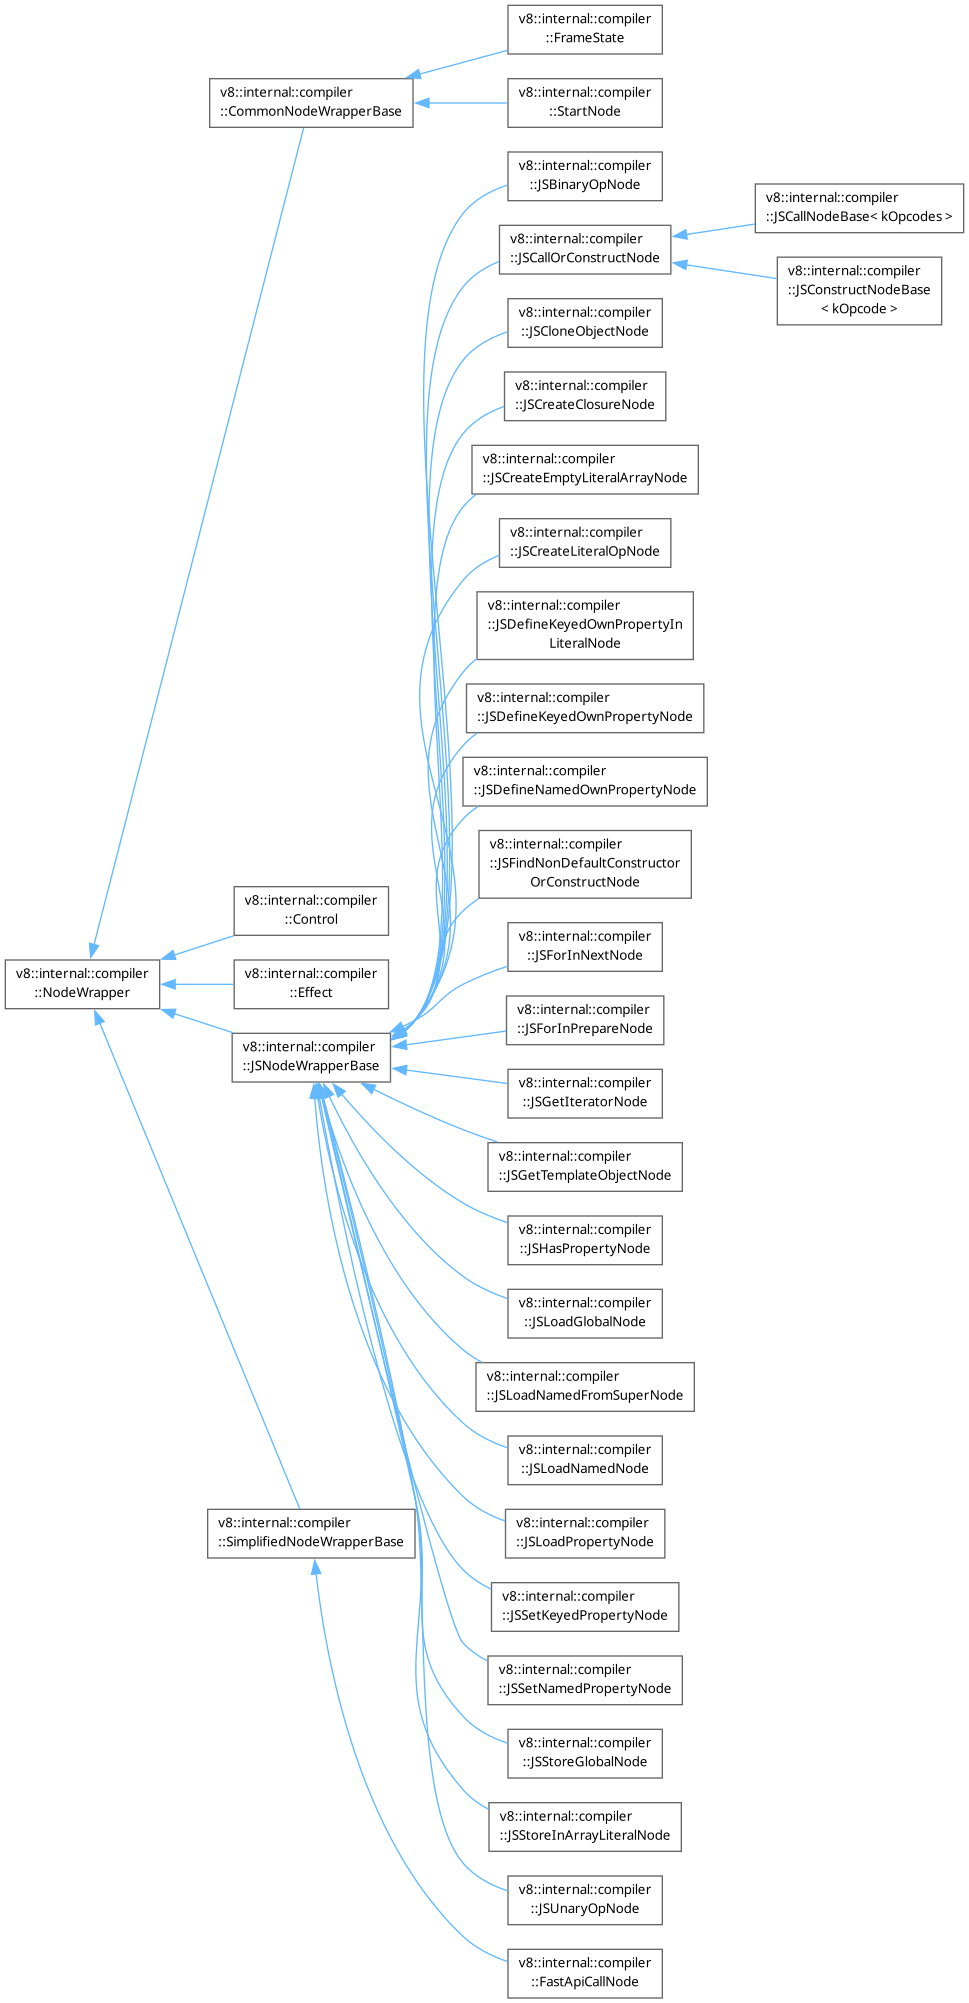 v8::internal::compiler
::FrameState
v8::internal::compiler
::CommonNodeWrapperBase
v8::internal::compiler
::StartNode
v8::internal::compiler
::JSBinaryOpNode
v8::internal::compiler
::JSCallNodeBase< kOpcodes >
v8::internal::compiler
::JSCallOrConstructNode
v8::internal::compiler
::JSConstructNodeBase
< kOpcode >
v8::internal::compiler
::JSCloneObjectNode
v8::internal::compiler
::JSCreateClosureNode
v8::internal::compiler
::JSCreateEmptyLiteralArrayNode
v8::internal::compiler
::JSCreateLiteralOpNode
v8::internal::compiler
::JSDefineKeyedOwnPropertyIn
LiteralNode
v8::internal::compiler
::JSDefineKeyedOwnPropertyNode
v8::internal::compiler
::JSDefineNamedOwnPropertyNode
v8::internal::compiler
::JSFindNonDefaultConstructor
OrConstructNode
v8::internal::compiler
::Control
v8::internal::compiler
::JSForInNextNode
v8::internal::compiler
::NodeWrapper
v8::internal::compiler
::Effect
v8::internal::compiler
::JSForInPrepareNode
v8::internal::compiler
::JSNodeWrapperBase
v8::internal::compiler
::JSGetIteratorNode
v8::internal::compiler
::JSGetTemplateObjectNode
v8::internal::compiler
::JSHasPropertyNode
v8::internal::compiler
::JSLoadGlobalNode
v8::internal::compiler
::JSLoadNamedFromSuperNode
v8::internal::compiler
::JSLoadNamedNode
v8::internal::compiler
::SimplifiedNodeWrapperBase
v8::internal::compiler
::JSLoadPropertyNode
v8::internal::compiler
::JSSetKeyedPropertyNode
v8::internal::compiler
::JSSetNamedPropertyNode
v8::internal::compiler
::JSStoreGlobalNode
v8::internal::compiler
::JSStoreInArrayLiteralNode
v8::internal::compiler
::JSUnaryOpNode
v8::internal::compiler
::FastApiCallNode